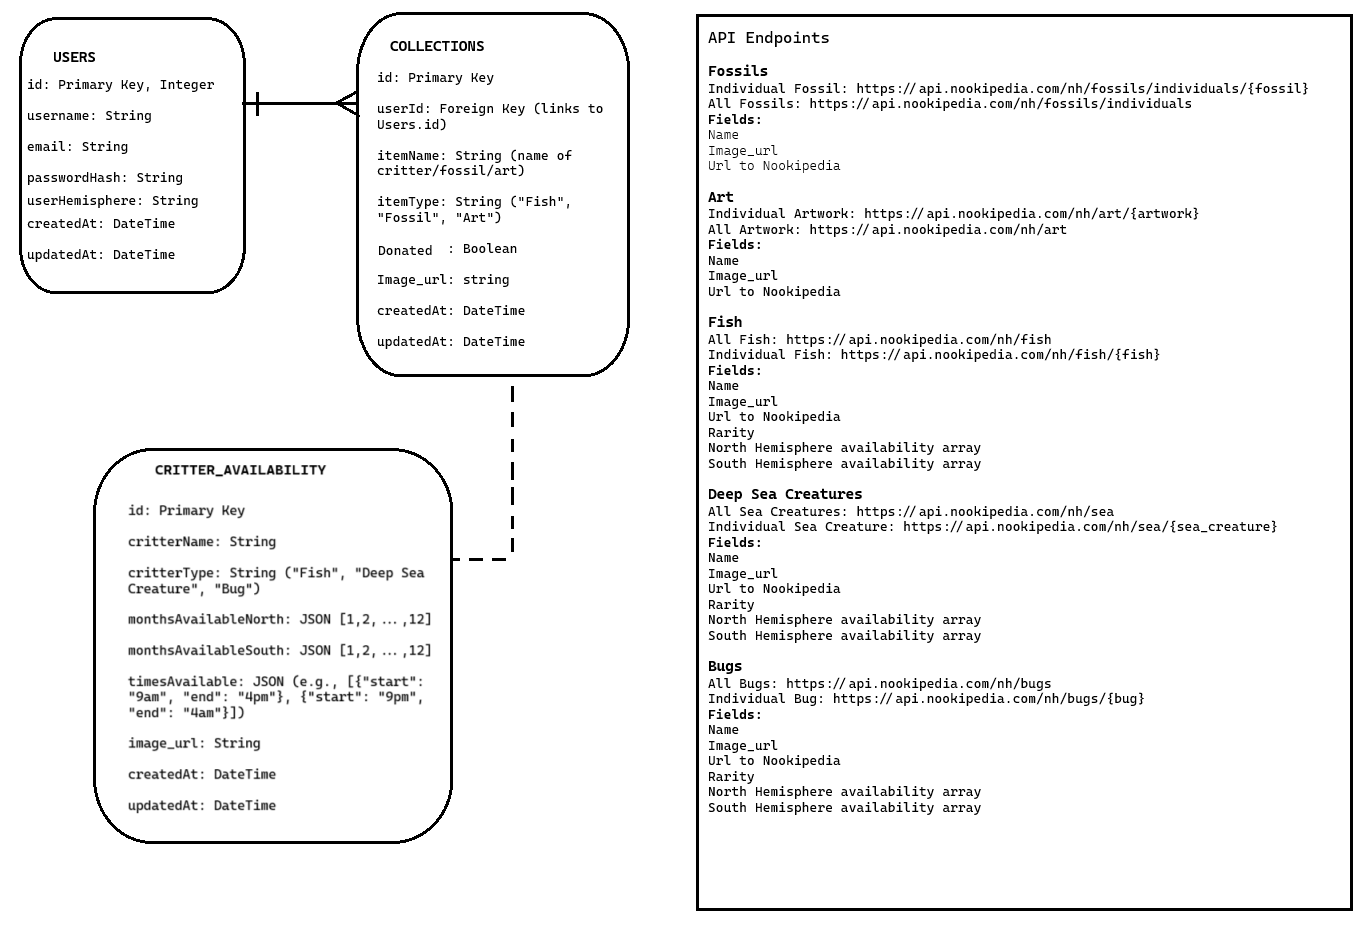 USERS
id: Primary Key, Integer
username: String
email: String
passwordHash: String
userHemisphere: String
createdAt: DateTime
updatedAt: DateTime
COLLECTIONS
id: Primary Key
userId: Foreign Key (links to
Users.id)
itemName: String (name of
critter/fossil/art)
itemType: String ("Fish",
"Fossil", "Art")
Donated : Boolean
Image_url: string
createdAt: DateTime
updatedAt: DateTime
CRITTER_AVAILABILITY
id: Primary Key
critterName: String
critterType: String ("Fish", "Deep Sea
Creature", "Bug")
monthsAvailableNorth: JSON [1,2,...,12]
monthsAvailableSouth: JSON [1,2,...,12]
timesAvailable: JSON (e.g., [{"start":
"9am", "end": "4pm"}, {"start": "9pm",
"end": "4am"}])
image_url: String
createdAt: DateTime
updatedAt: DateTime
API Endpoints
Fossils
Individual Fossil: https://api.nookipedia.com/nh/fossils/individuals/{fossil}
All Fossils: https://api.nookipedia.com/nh/fossils/individuals
Fields:
Name
Image_url
Url to Nookipedia
Art
Individual Artwork: https://api.nookipedia.com/nh/art/{artwork}
All Artwork: https://api.nookipedia.com/nh/art
Fields:
Name
Image_url
Url to Nookipedia
Fish
All Fish: https://api.nookipedia.com/nh/fish
Individual Fish: https://api.nookipedia.com/nh/fish/{fish}
Fields:
Name
Image_url
Url to Nookipedia
Rarity
North Hemisphere availability array
South Hemisphere availability array
Deep Sea Creatures
All Sea Creatures: https://api.nookipedia.com/nh/sea
Individual Sea Creature: https://api.nookipedia.com/nh/sea/{sea_creature}
Fields:
Name
Image_url
Url to Nookipedia
Rarity
North Hemisphere availability array
South Hemisphere availability array
Bugs
All Bugs: https://api.nookipedia.com/nh/bugs
Individual Bug: https://api.nookipedia.com/nh/bugs/{bug}
Fields:
Name
Image_url
Url to Nookipedia
Rarity
North Hemisphere availability array
South Hemisphere availability array